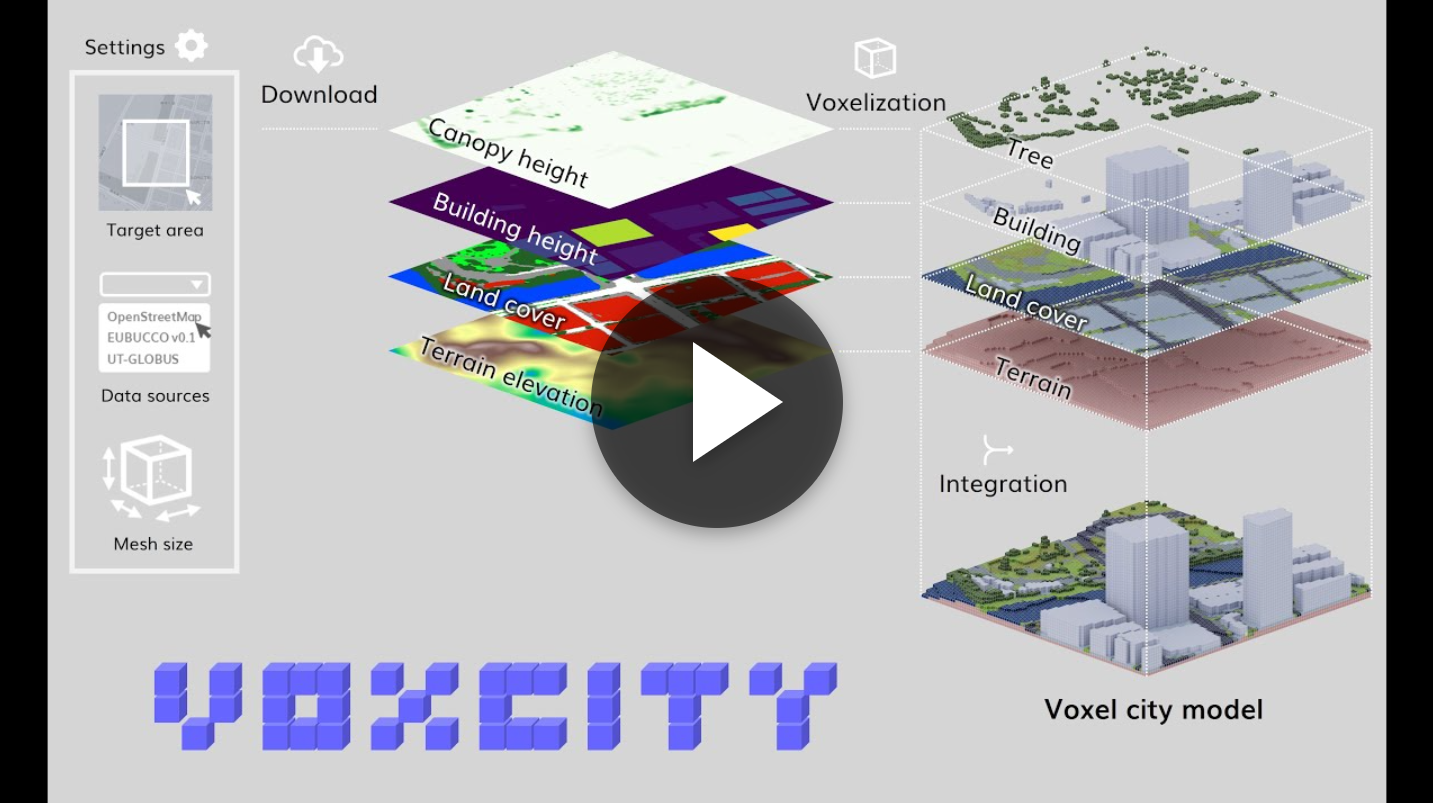 Settings
Target area
OpenStreetMap
EUBUCCO v0.1
UT-GLOBUS
Data sources
Mesh size
Download
Canopy height
Building height
Land cover
Terrain elevation
Voxelization
Tree
Building
Land cover
Terrain
Integration
Voxel city model
VOXCITY